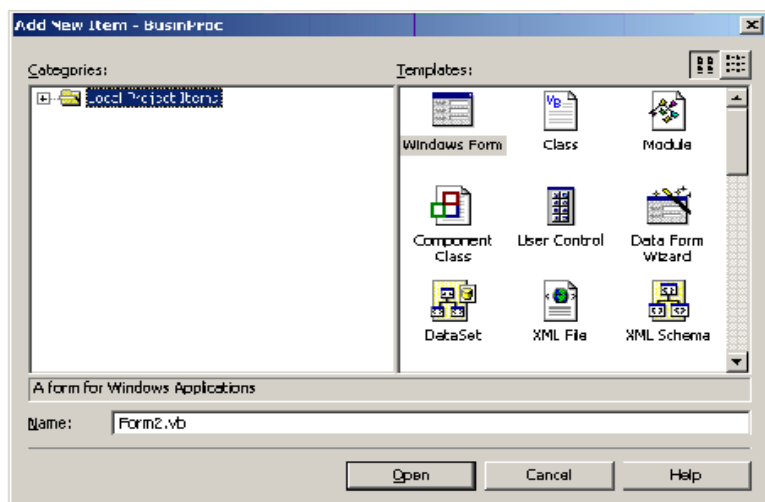 Add New Item - BusinProc
Categories:
Templates:
Local Project Items
Windows Form
Class
Module
Component Class
User Control
Data Form Wizard
DataSet
XML File
XML Schema
A form for Windows Applications
Name:
Form2.vb
Open
Cancel
Help